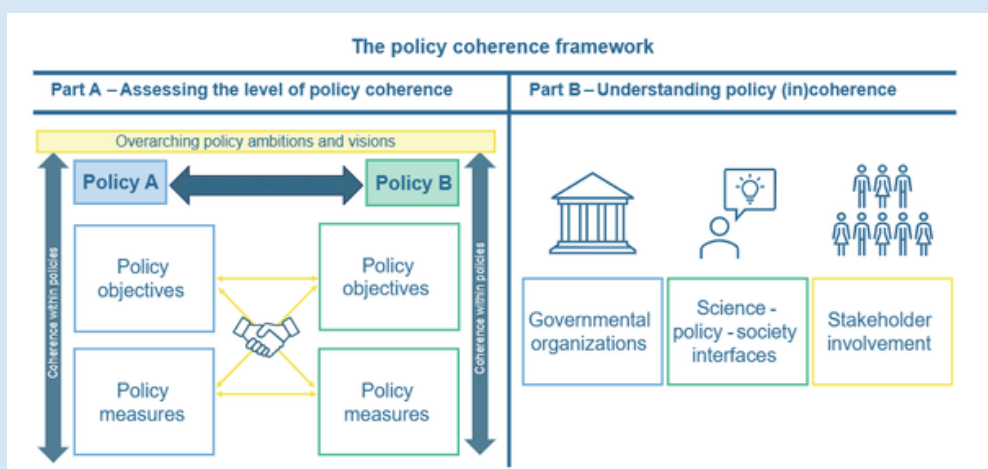 The policy coherence framework
Part A – Assessing the level of policy coherence
Part B – Understanding policy (in)coherence
Overarching policy ambitions and visions
Policy A
Policy B
Coherence within policies
Policy
objectives
Policy
objectives
Policy
measures
Policy
measures
Coherence within policies
Governmental
organizations
Science -
policy - society
interfaces
Stakeholder
involvement